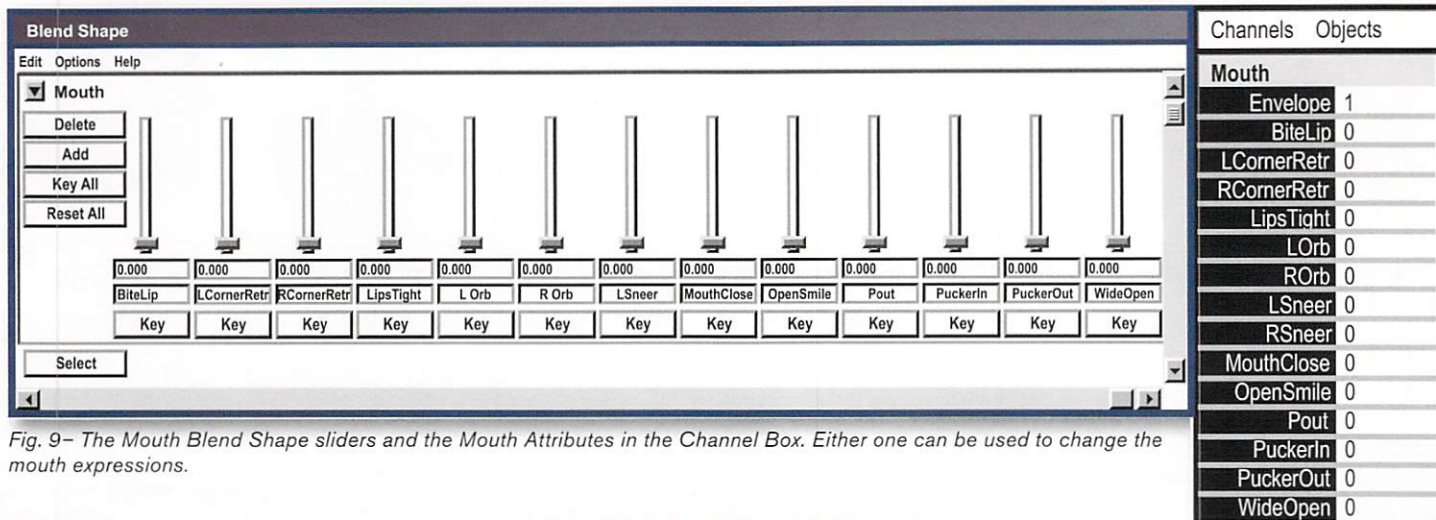 Blend Shape
Edit Options Help
Mouth
Delete
Add
Key All
Reset All
0.000 0.000 0.000 0.000 0.000 0.000 0.000 0.000 0.000 0.000 0.000 0.000 0.000
BiteLip LCornerRetr RCornerRetr LipsTight L Orb R Orb LSneer MouthClose OpenSmile Pout PuckerIn PuckerOut WideOpen
Key Key Key Key Key Key Key Key Key Key Key Key Key
Select
Fig. 9– The Mouth Blend Shape sliders and the Mouth Attributes in the Channel Box. Either one can be used to change the
mouth expressions.
Channels Objects
Mouth
Envelope 1
BiteLip 0
LCornerRetr 0
RCornerRetr 0
LipsTight 0
LOrb 0
ROrb 0
LSneer 0
RSneer 0
MouthClose 0
OpenSmile 0
Pout 0
PuckerIn 0
PuckerOut 0
WideOpen 0